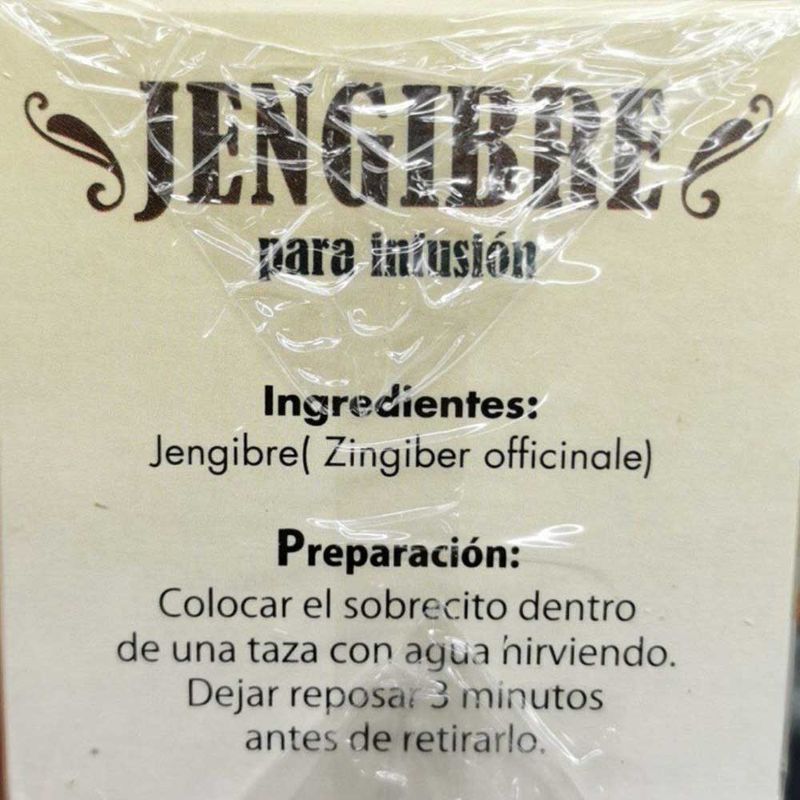 JENGIBRE
para infusión
Ingredientes:
Jengibre( Zingiber officinale)
Preparación:
Colocar el sobrecito dentro
de una taza con agua hirviendo.
Dejar reposar 3 minutos
antes de retirarlo.